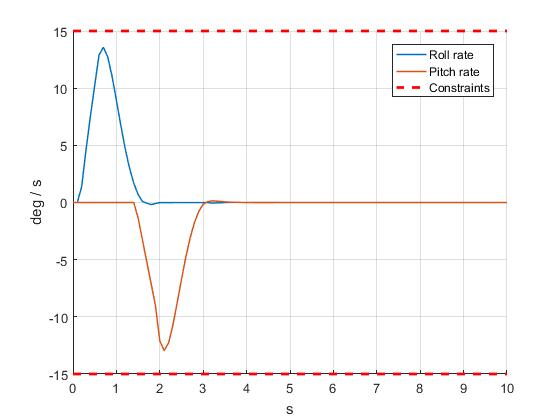 15
10
5
0
-5
-10
-15
deg / s
Roll rate
Pitch rate
Constraints
0 1 2 3 4 5 6 7 8 9 10
s